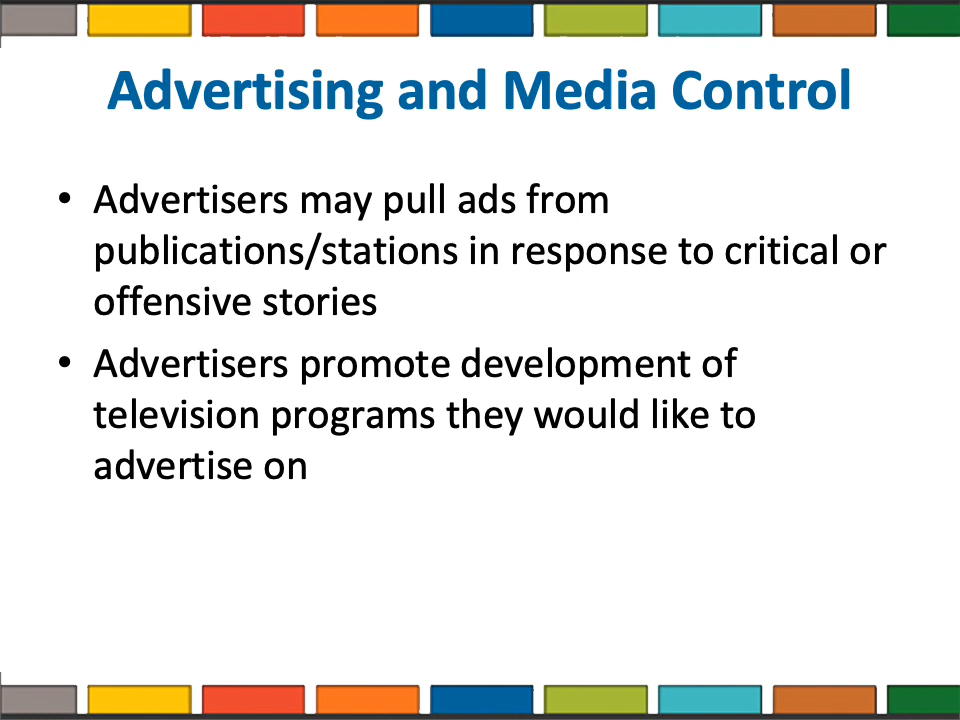 Advertising and Media Control
• Advertisers may pull ads from
publications/stations in response to critical or
offensive stories
• Advertisers promote development of
television programs they would like to
advertise on